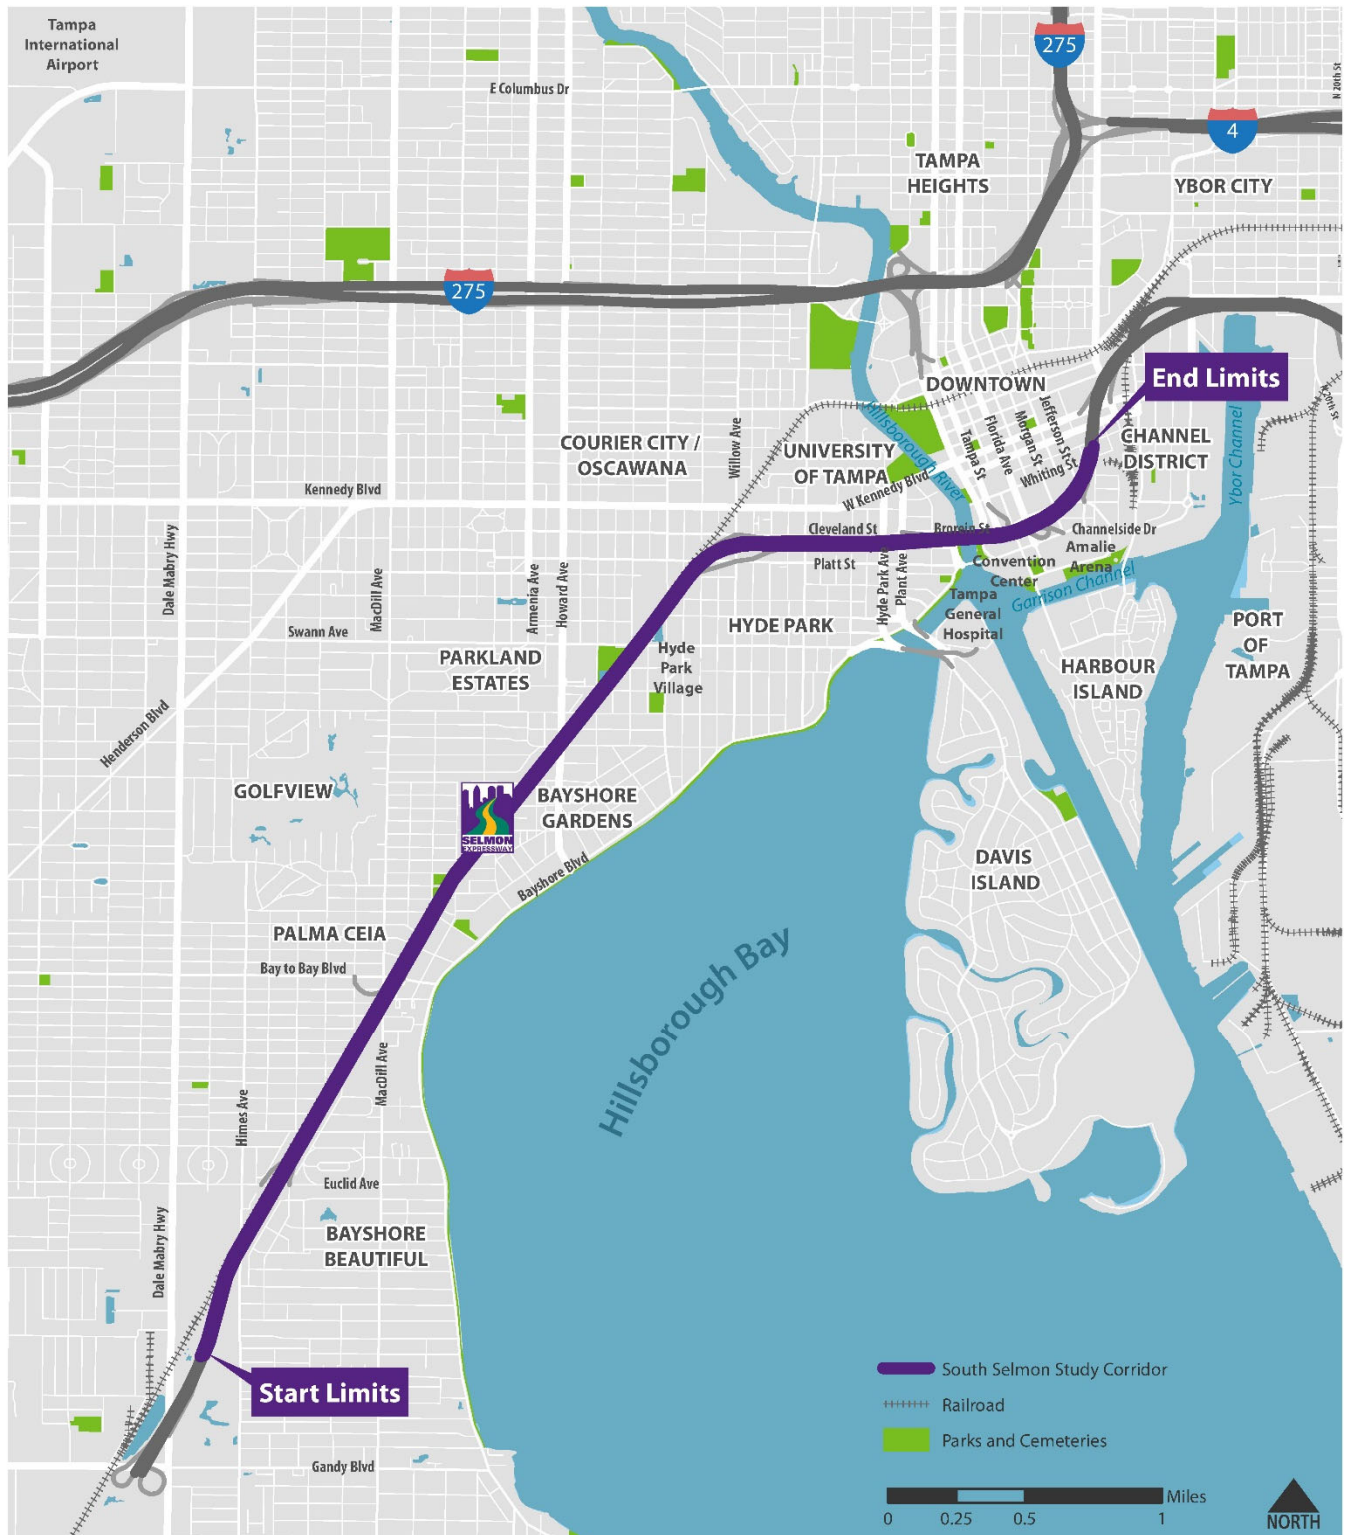 Tampa
International
Airport
275
E Columbus Dr
N 20th St
4
TAMPA
HEIGHTS
YBOR CITY
275
End Limits
DOWNTOWN
Hillsborough River
Jefferson St
Morgan St
Florida Ave
Tampa St
Whiting St
CHANNEL
DISTRICT
20th St
Ybor Channel
Willow Ave
COURIER CITY /
OSCAWANA
UNIVERSITY
OF TAMPA
W Kennedy Blvd
Kennedy Blvd
Cleveland St
Brorein St
Channelside Dr
Platt St
Amalie
Arena
Convention
Center
Garrison Channel
Hyde Park Ave
Plant Ave
Tampa
General
Hospital
Dale Mabry Hwy
MacDill Ave
Armenia Ave
Howard Ave
Swann Ave
HYDE PARK
PORT
OF
TAMPA
PARKLAND
ESTATES
Hyde
Park
Village
HARBOUR
ISLAND
Henderson Blvd
GOLFVIEW
BAYSHORE
GARDENS
SELMON
EXPRESSWAY
Bayshore Blvd
DAVIS
ISLAND
PALMA CEIA
Bay to Bay Blvd
Hillsborough Bay
MacDill Ave
Himes Ave
Euclid Ave
BAYSHORE
BEAUTIFUL
Dale Mabry Hwy
Start Limits
Gandy Blvd
South Selmon Study Corridor
Railroad
Parks and Cemeteries
Miles
0 0.25 0.5 1
NORTH